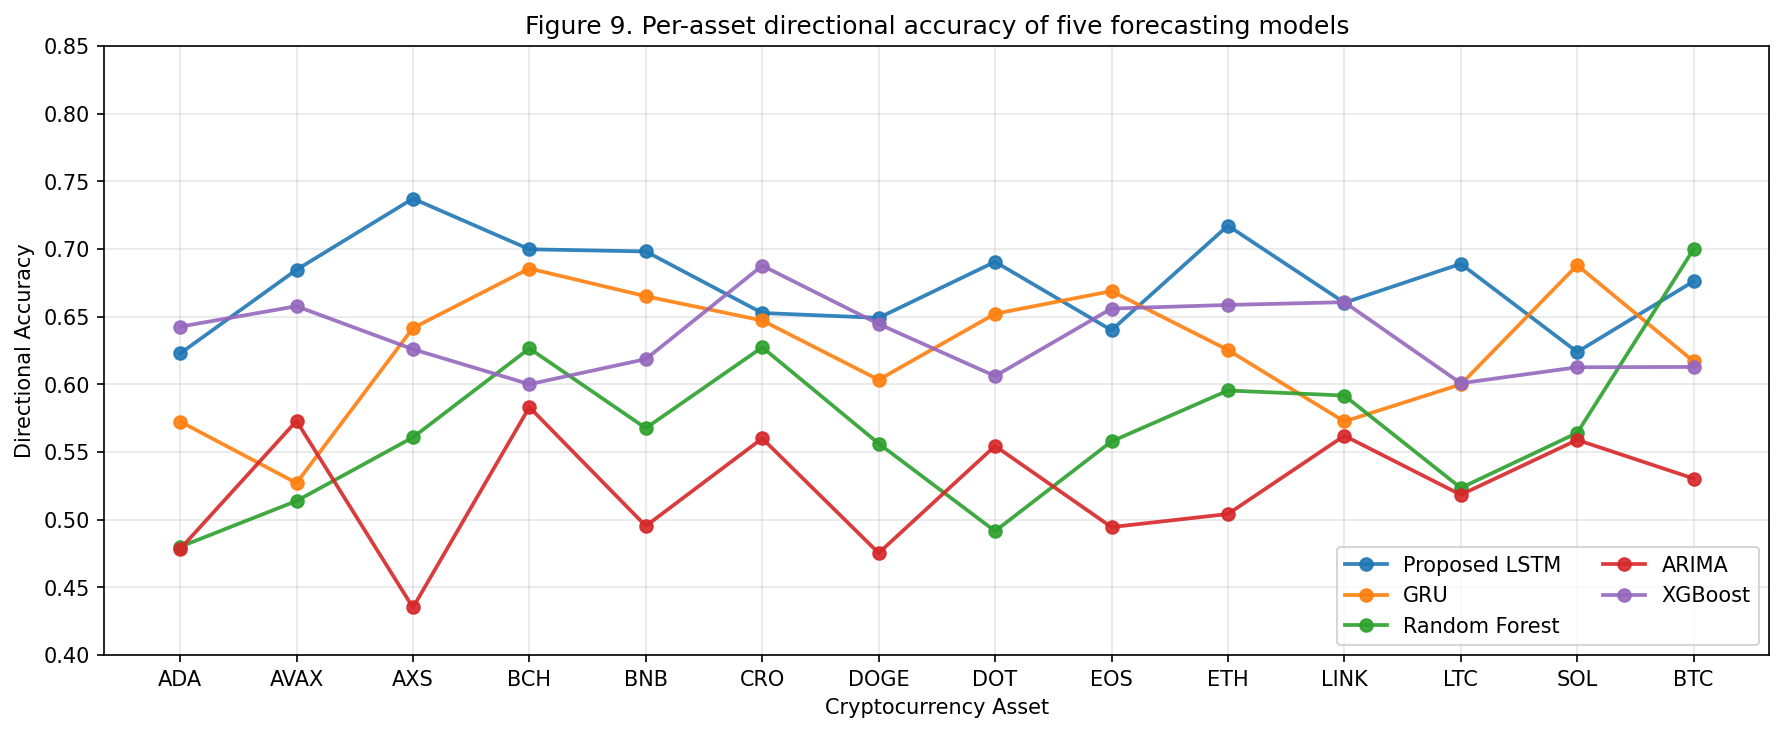 Figure 9. Per-asset directional accuracy of five forecasting models
0.85
0.80
0.75
0.70
0.65
0.60
0.55
0.50
0.45
0.40
Directional Accuracy
ADA AVAX AXS BCH BNB CRO DOGE DOT EOS ETH LINK LTC SOL BTC
Cryptocurrency Asset
Proposed LSTM
GRU
Random Forest
ARIMA
XGBoost